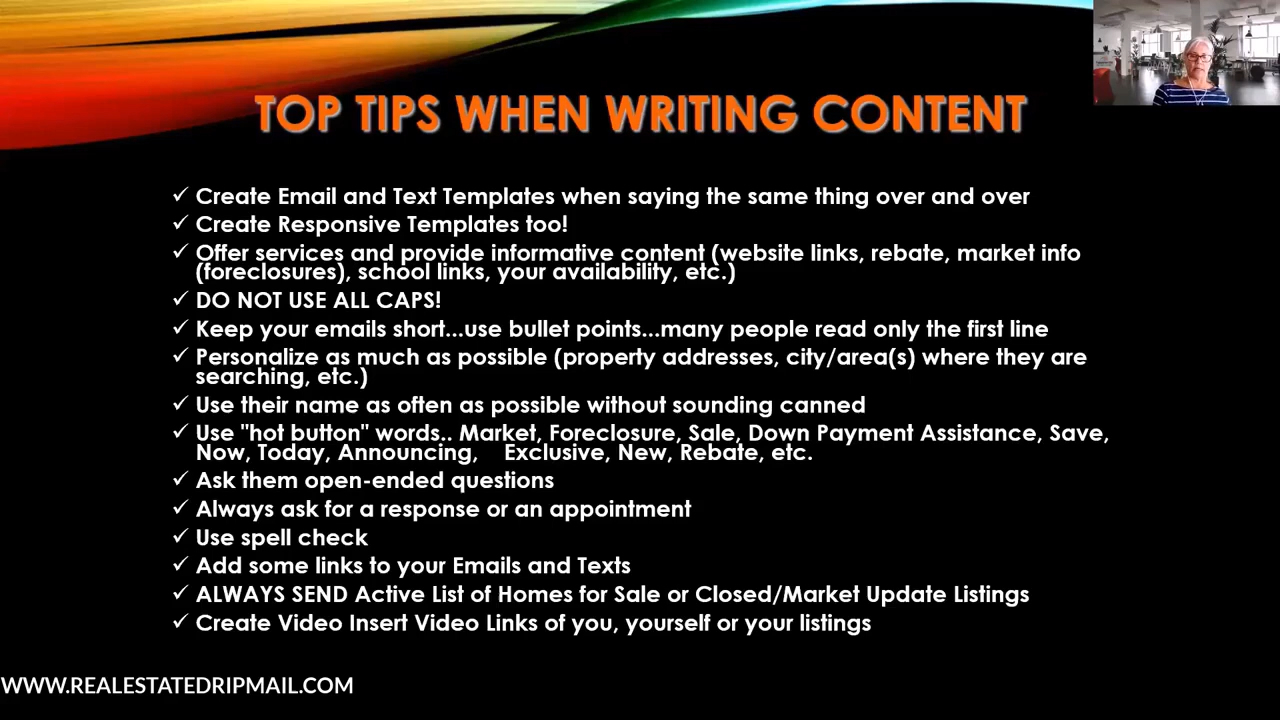 TOP TIPS WHEN WRITING CONTENT
✓ Create Email and Text Templates when saying the same thing over and over
✓ Create Responsive Templates too!
✓ Offer services and provide informative content (website links, rebate, market info
(foreclosures), school links, your availability, etc.)
✓ DO NOT USE ALL CAPS!
✓ Keep your emails short...use bullet points...many people read only the first line
✓ Personalize as much as possible (property addresses, city/area(s) where they are
searching, etc.)
✓ Use their name as often as possible without sounding canned
✓ Use "hot button" words.. Market, Foreclosure, Sale, Down Payment Assistance, Save,
Now, Today, Announcing,    Exclusive, New, Rebate, etc.
✓ Ask them open-ended questions
✓ Always ask for a response or an appointment
✓ Use spell check
✓ Add some links to your Emails and Texts
✓ ALWAYS SEND Active List of Homes for Sale or Closed/Market Update Listings
✓ Create Video Insert Video Links of you, yourself or your listings
WWW.REALESTATEDRIPMAIL.COM